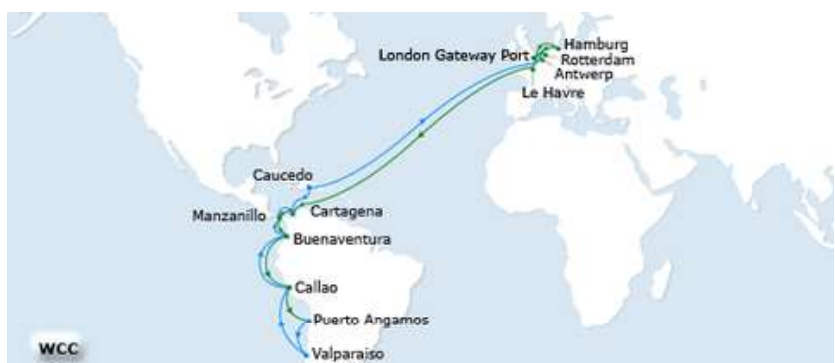 London Gateway Port
Hamburg
Rotterdam
Antwerp
Le Havre
Caucedo
Manzanillo
Cartagena
Buenaventura
Callao
Puerto Angamos
Valparaiso
WCC